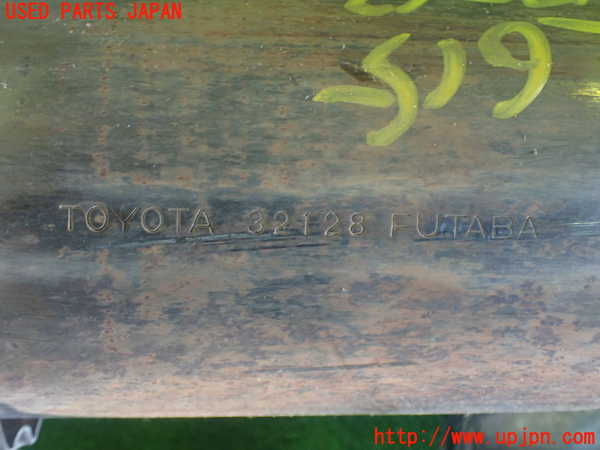 USED PARTS JAPAN
519
TOYOTA 32128 FUTABA
http://www.upjpn.com/